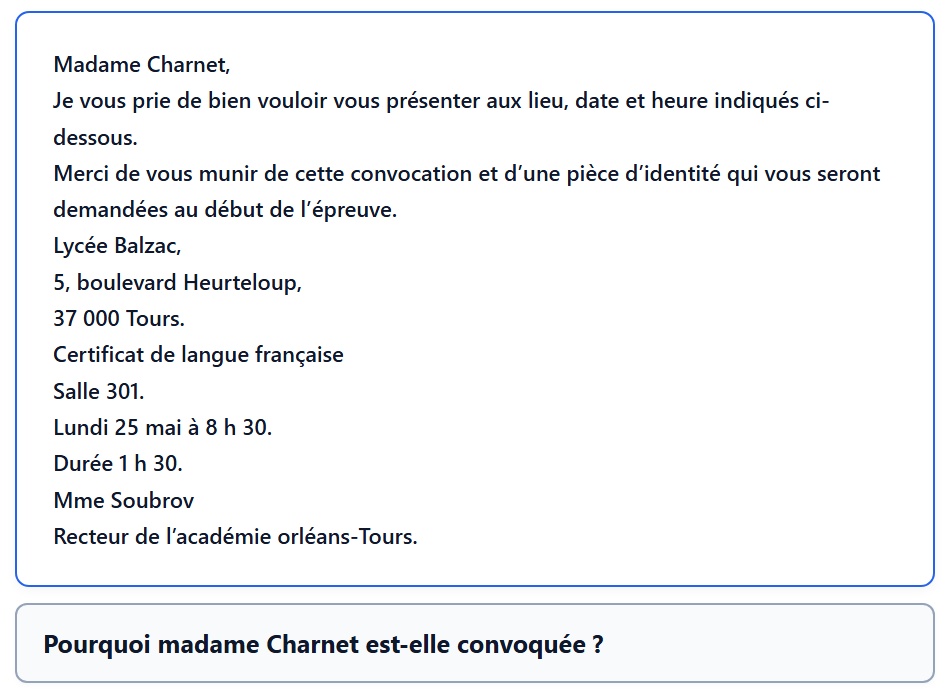 Madame Charnet,
Je vous prie de bien vouloir vous présenter aux lieu, date et heure indiqués ci-
dessous.
Merci de vous munir de cette convocation et d’une pièce d’identité qui vous seront
demandées au début de l’épreuve.
Lycée Balzac,
5, boulevard Heurteloup,
37 000 Tours.
Certificat de langue française
Salle 301.
Lundi 25 mai à 8 h 30.
Durée 1 h 30.
Mme Soubrov
Recteur de l’académie orléans-Tours.
Pourquoi madame Charnet est-elle convoquée ?